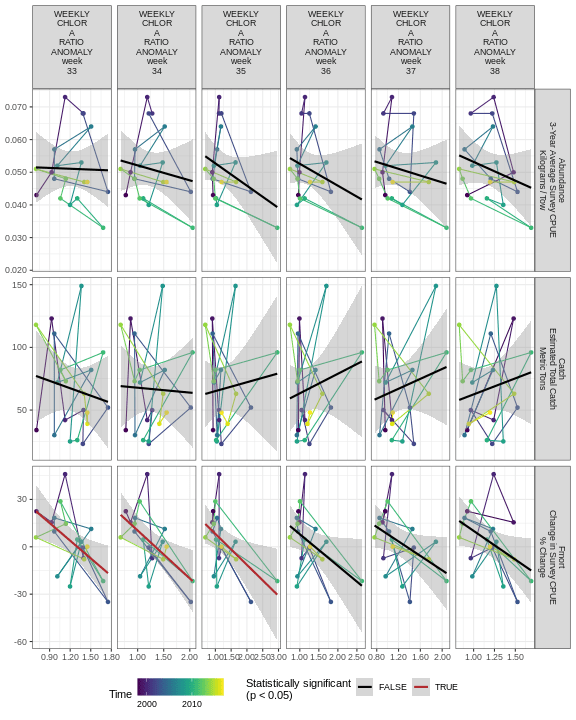 WEEKLY CHLOR A RATIO ANOMALY week 33
WEEKLY CHLOR A RATIO ANOMALY week 34
WEEKLY CHLOR A RATIO ANOMALY week 35
WEEKLY CHLOR A RATIO ANOMALY week 36
WEEKLY CHLOR A RATIO ANOMALY week 37
WEEKLY CHLOR A RATIO ANOMALY week 38
0.070
0.060
0.050
0.040
0.030
0.020
Abundance
3-Year Average Survey CPUE
Kilograms /Tow
150
100
50
Catch
Estimated Total Catch
Metric Tons
30
0
-30
-60
Change in Survey CPUE
% Change
0.90 1.20 1.50 1.80
1.00 1.50 2.00
1.00 1.50 2.00 2.50 3.00
1.00 1.50 2.00 2.50
0.80 1.20 1.60 2.00
1.00 1.25 1.50
Time
2000 2010
Statistically significant
(p < 0.05)
FALSE TRUE